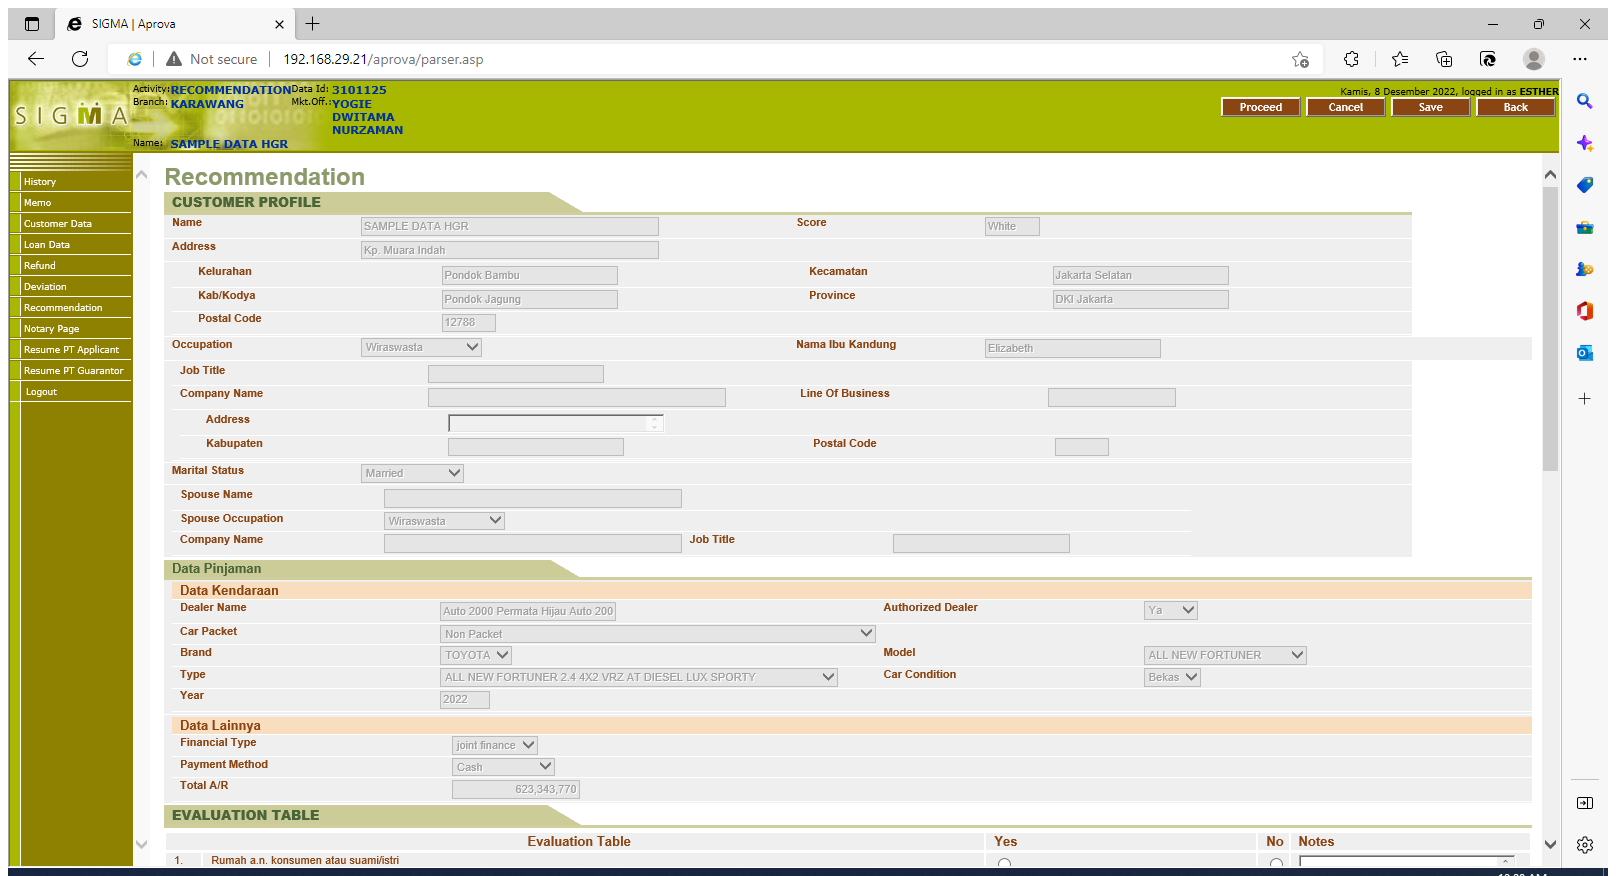 SIGMA | Aprova
Not secure 192.168.29.21/aprova/parser.asp
SIGMA
Activity: RECOMMENDATION Data Id: 3101125
Branch: KARAWANG Mkt.Off.: YOGIE DWITAMA NURZAMAN
Name: SAMPLE DATA HGR
Kamis, 8 Desember 2022, logged in as ESTHER
Proceed Cancel Save Back
History
Memo
Customer Data
Loan Data
Refund
Deviation
Recommendation
Notary Page
Resume PT Applicant
Resume PT Guarantor
Logout
Recommendation
CUSTOMER PROFILE
Name SAMPLE DATA HGR Score White
Address Kp. Muara Indah
Kelurahan Pondok Bambu Kecamatan Jakarta Selatan
Kab/Kodya Pondok Jagung Province DKI Jakarta
Postal Code 12788
Occupation Wiraswasta Nama Ibu Kandung Elizabeth
Job Title
Company Name Line Of Business
Address
Kabupaten Postal Code
Marital Status Married
Spouse Name
Spouse Occupation Wiraswasta
Company Name Job Title
Data Pinjaman
Data Kendaraan
Dealer Name Auto 2000 Permata Hijau Auto 200 Authorized Dealer Ya
Car Packet Non Packet
Brand TOYOTA Model ALL NEW FORTUNER
Type ALL NEW FORTUNER 2.4 4X2 VRZ AT DIESEL LUX SPORTY Car Condition Bekas
Year 2022
Data Lainnya
Financial Type joint finance
Payment Method Cash
Total A/R 623,343,770
EVALUATION TABLE
Evaluation Table Yes No Notes
1. Rumah a.n. konsumen atau suami/istri